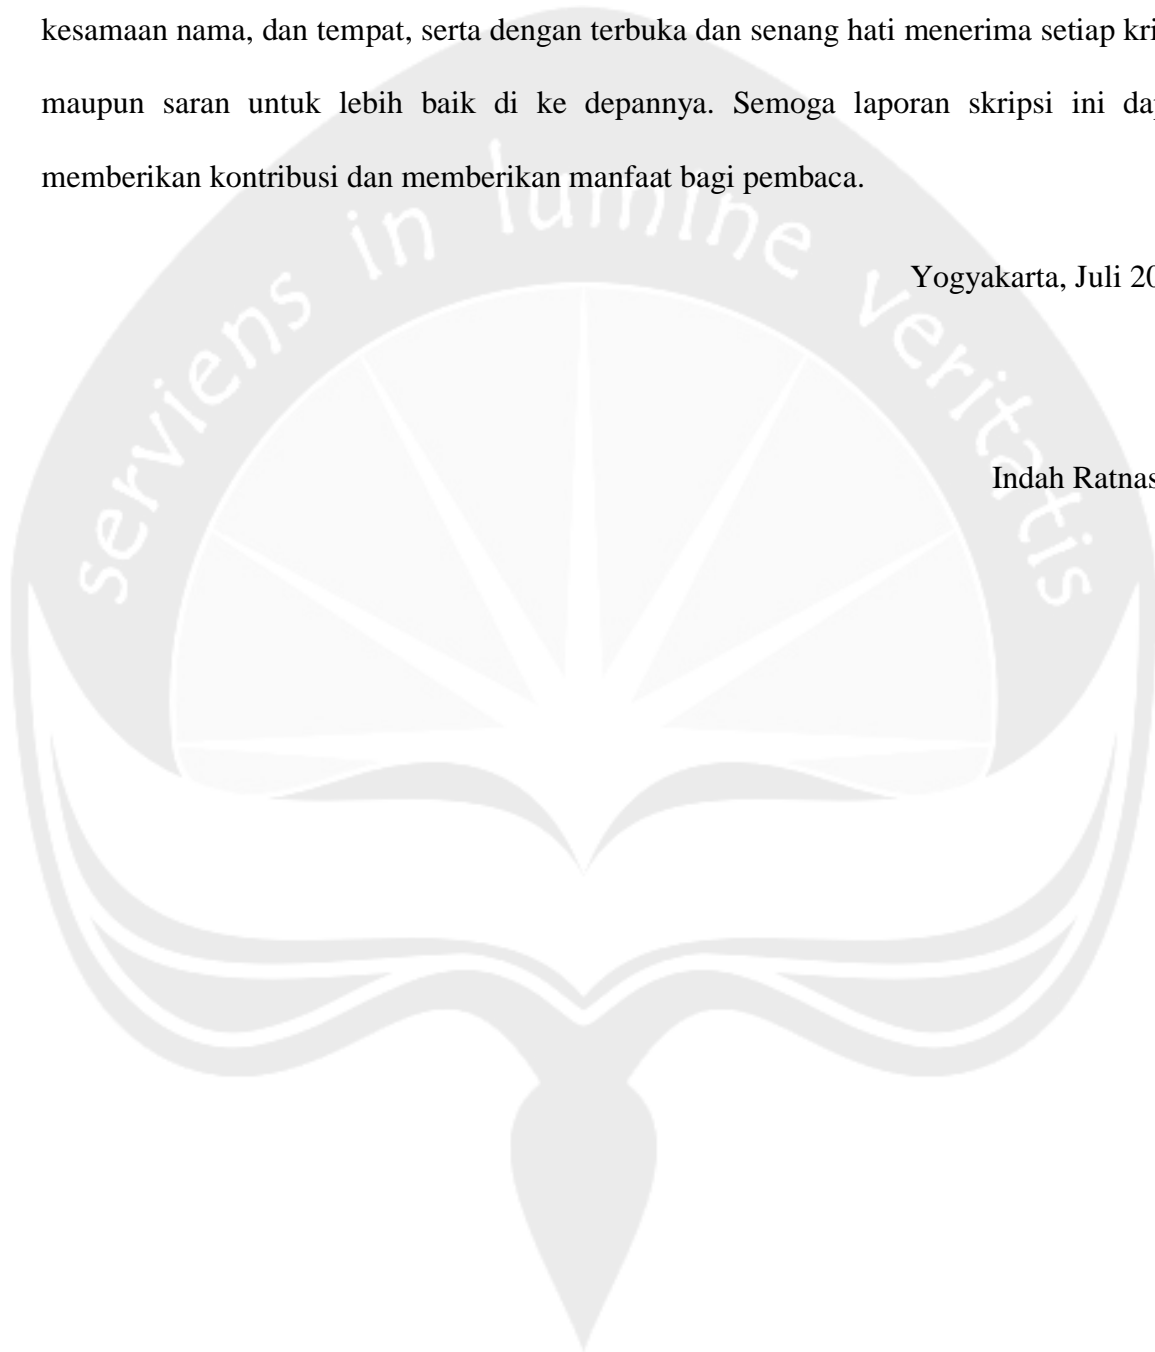 kesamaan nama, dan tempat, serta dengan terbuka dan senang hati menerima setiap kri
maupun saran untuk lebih baik di ke depannya. Semoga laporan skripsi ini da
memberikan kontribusi dan memberikan manfaat bagi pembaca.
serviens in lumine veritatis
Yogyakarta, Juli 20
Indah Ratnas